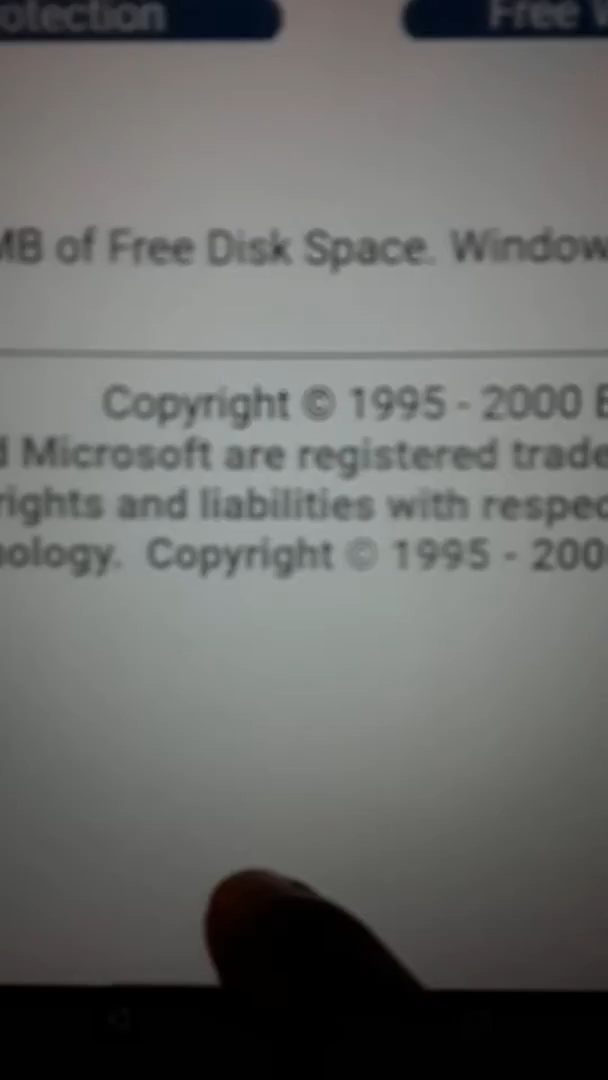 otection Free
MB of Free Disk Space. Window
Copyright © 1995 - 2000
Microsoft are registered trade
rights and liabilities with respec
ology. Copyright © 1995 - 200